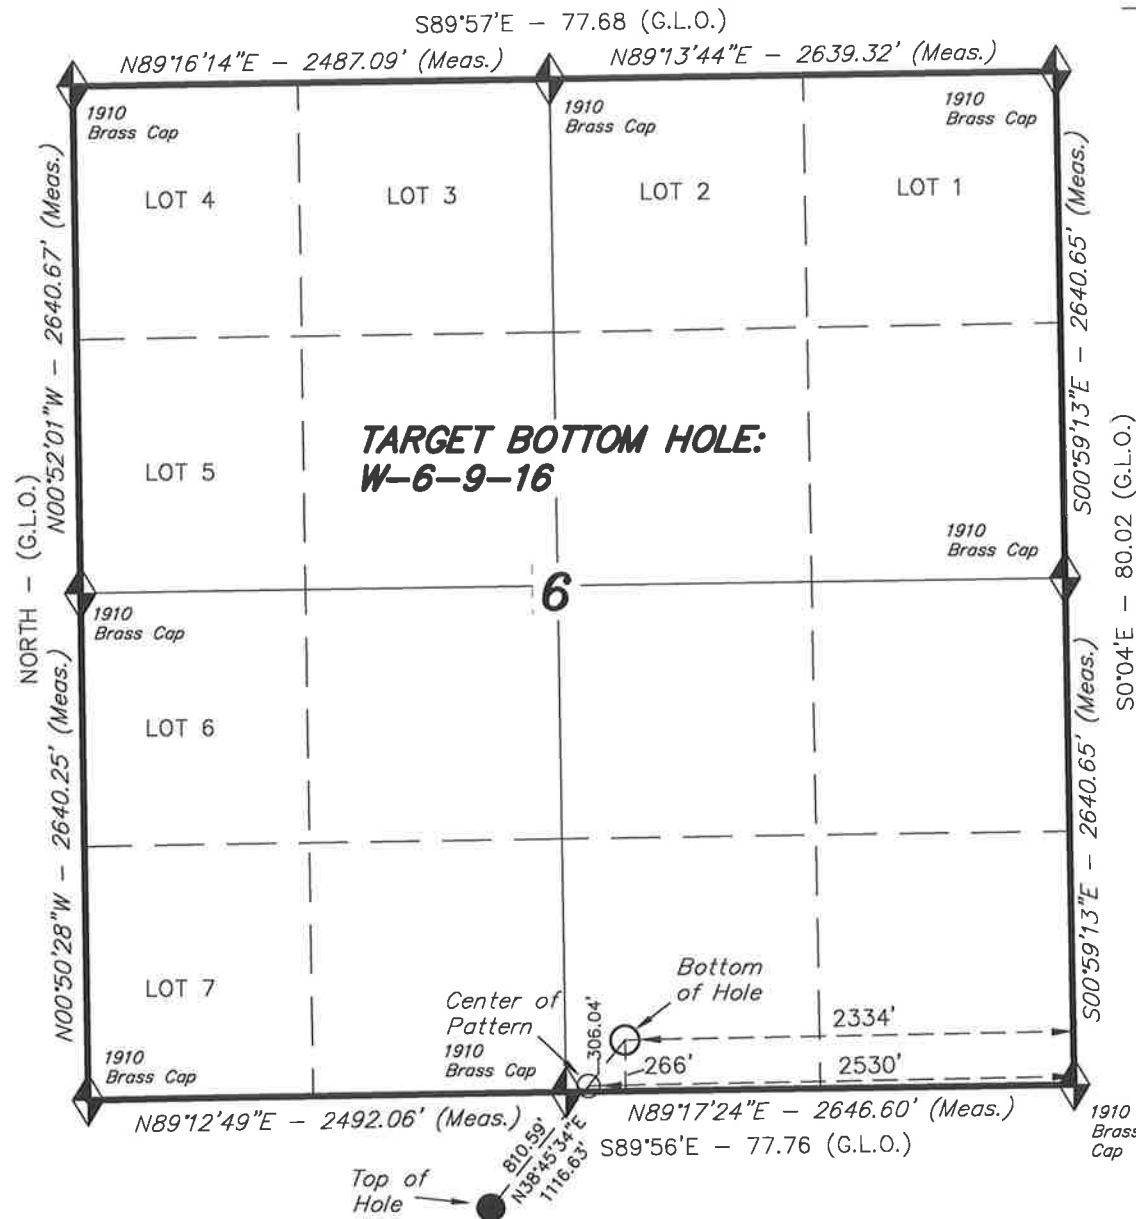 S89°57'E – 77.68 (G.L.O.)
N89°16'14"E – 2487.09' (Meas.)
N89°13'44"E – 2639.32' (Meas.)
1910
Brass Cap
1910
Brass Cap
1910
Brass Cap
LOT 4
LOT 3
LOT 2
LOT 1
N00°52'01"W – 2640.67' (Meas.)
S00°59'13"E – 2640.65' (Meas.)
TARGET BOTTOM HOLE:
W–6–9–16
LOT 5
NORTH – (G.L.O.)
S0°04'E – 80.02 (G.L.O.)
1910
Brass Cap
6
1910
Brass Cap
LOT 6
N00°50'28"W – 2640.25' (Meas.)
S00°59'13"E – 2640.65' (Meas.)
LOT 7
Bottom
of Hole
Center of
Pattern
306.04'
2334'
266'
2530'
1910
Brass Cap
1910
Brass Cap
N89°12'49"E – 2492.06' (Meas.)
N89°17'24"E – 2646.60' (Meas.)
1910
Brass
Cap
S89°56'E – 77.76 (G.L.O.)
810.59'
N38°45'34"E
1116.63'
Top of
Hole